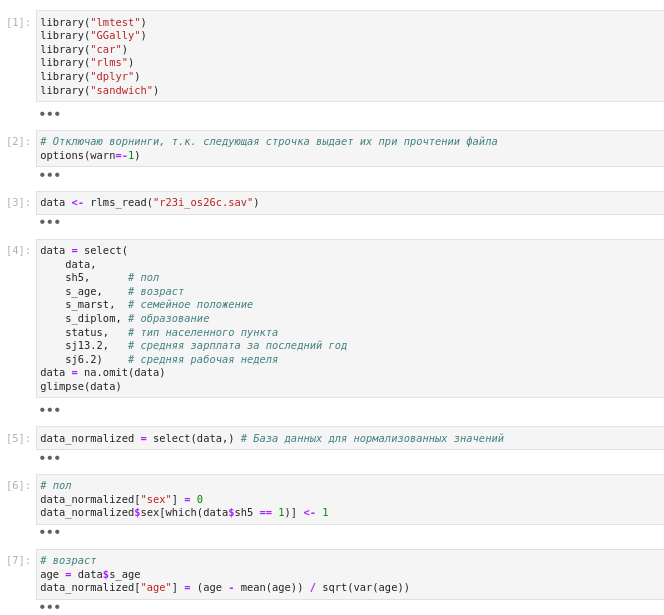 [1]: library("lmtest")
library("GGally")
library("car")
library("rlms")
library("dplyr")
library("sandwich")
•••
[2]: # Отключаю ворнинги, т.к. следующая строчка выдает их при прочтении файла
options(warn=-1)
•••
[3]: data <- rlms_read("r23i_os26c.sav")
•••
[4]: data = select(
data,
sh5, # пол
s_age, # возраст
s_marst, # семейное положение
s_diplom, # образование
status, # тип населенного пункта
sj13.2, # средняя зарплата за последний год
sj6.2) # средняя рабочая неделя
data = na.omit(data)
glimpse(data)
•••
[5]: data_normalized = select(data,) # База данных для нормализованных значений
•••
[6]: # пол
data_normalized["sex"] = 0
data_normalized$sex[which(data$sh5 == 1)] <- 1
•••
[7]: # возраст
age = data$s_age
data_normalized["age"] = (age - mean(age)) / sqrt(var(age))
•••